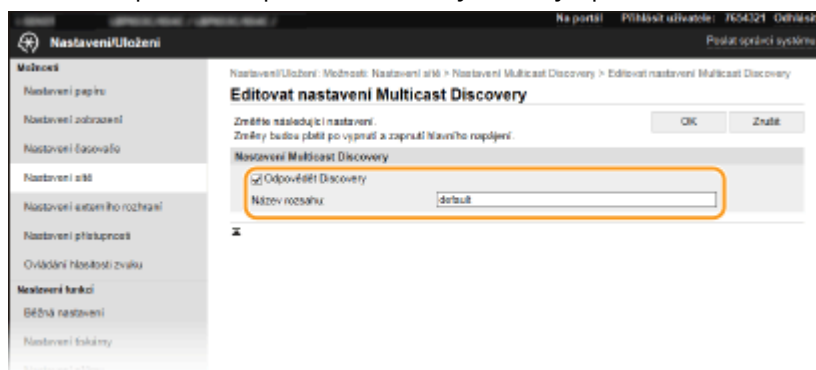 Na portál Přihlásit uživatele: 7654321 Odhlásit
Nastavení/Uložení
Poslat správci systému
Možnosti
Nastavení papíru
Nastavení zobrazení
Nastavení časovače
Nastavení sítě
Nastavení externího rozhraní
Nastavení přístupnosti
Ovládání hlasitosti zvuku
Nastavení funkcí
Běžná nastavení
Nastavení tiskárny
Nastavení/Uložení: Možnosti: Nastavení sítě > Nastavení Multicast Discovery > Editovat nastavení Multicast Discovery
Editovat nastavení Multicast Discovery
Změňte následující nastavení.
Změny budou platit po vypnutí a zapnutí hlavního napájení.
OK Zrušit
Nastavení Multicast Discovery
Odpovědět Discovery
Název rozsahu: default